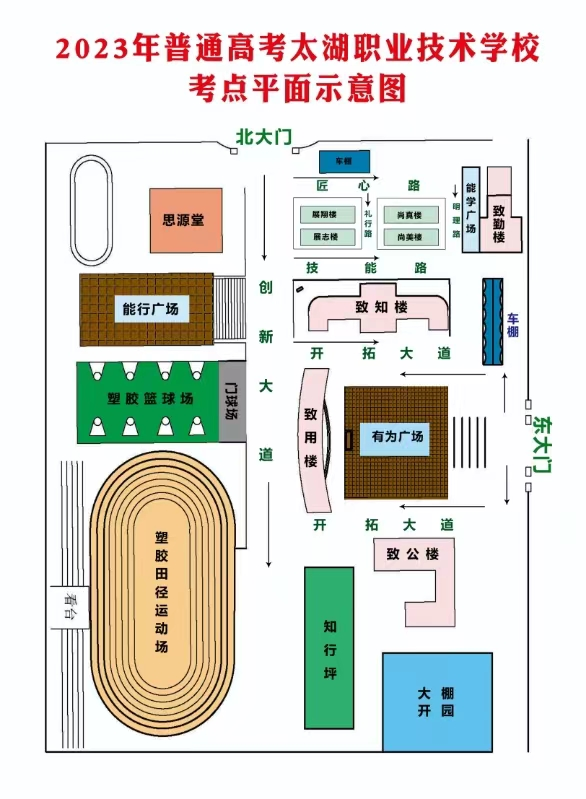 2023年普通高考太湖职业技术学校
考点平面示意图
北大门
车棚
匠心路
思源堂
展翔楼
尚真楼
礼行路
明理路
能学广场
致勤楼
展志楼
尚美楼
技能路
能行广场
创新大道
致知楼
车棚
开拓大道
塑胶篮球场
门球场
致用楼
有为广场
东大门
开拓大道
塑胶田径运动场
致公楼
看台
知行坪
大棚
开园